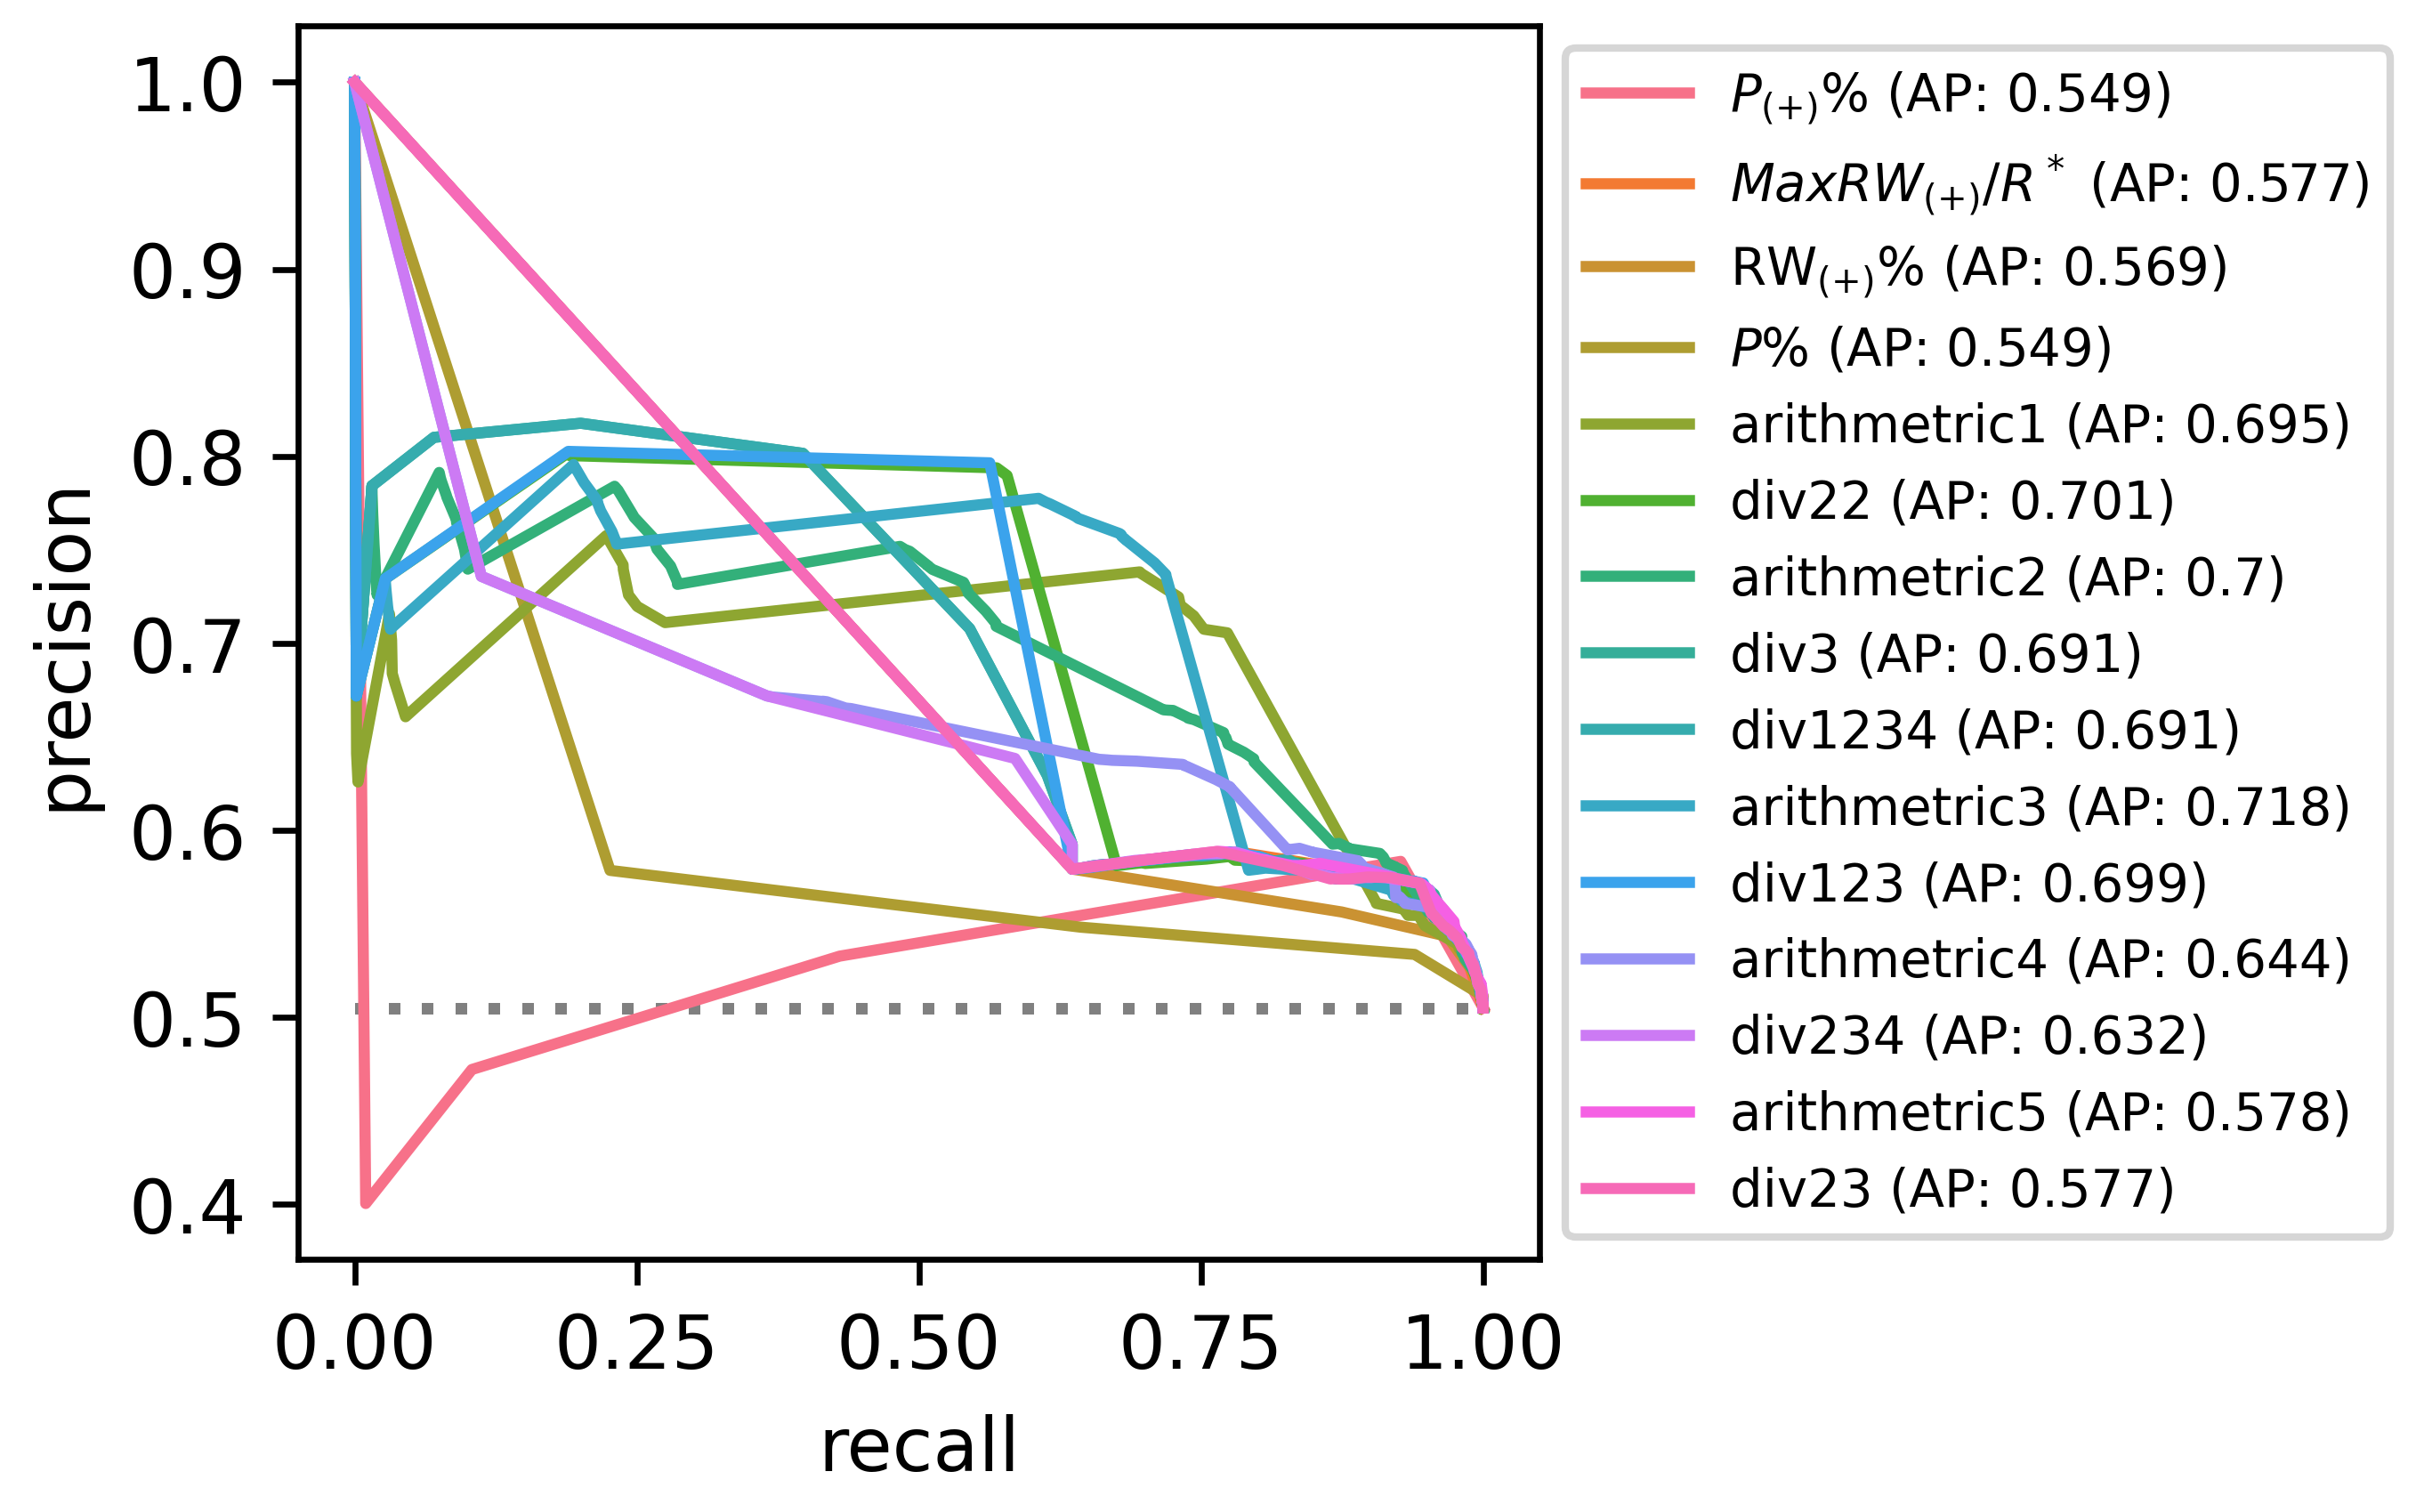 precision
1.0
0.9
0.8
0.7
0.6
0.5
0.4
0.00 0.25 0.50 0.75 1.00
recall
P(+)% (AP: 0.549)
MaxRW(+)/R* (AP: 0.577)
RW(+)% (AP: 0.569)
P% (AP: 0.549)
arithmetric1 (AP: 0.695)
div22 (AP: 0.701)
arithmetric2 (AP: 0.7)
div3 (AP: 0.691)
div1234 (AP: 0.691)
arithmetric3 (AP: 0.718)
div123 (AP: 0.699)
arithmetric4 (AP: 0.644)
div234 (AP: 0.632)
arithmetric5 (AP: 0.578)
div23 (AP: 0.577)